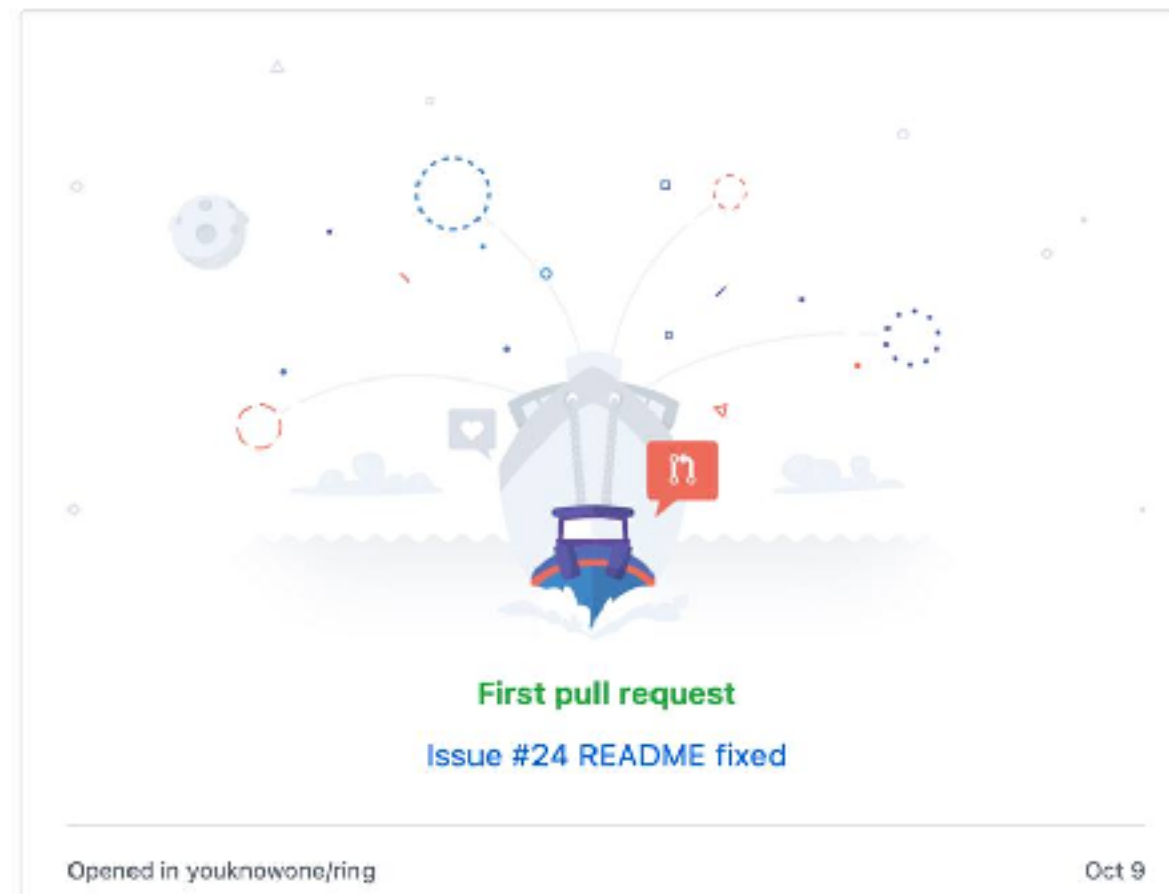 First pull request
Issue #24 README fixed
Opened in youknowone/ring
Oct 9